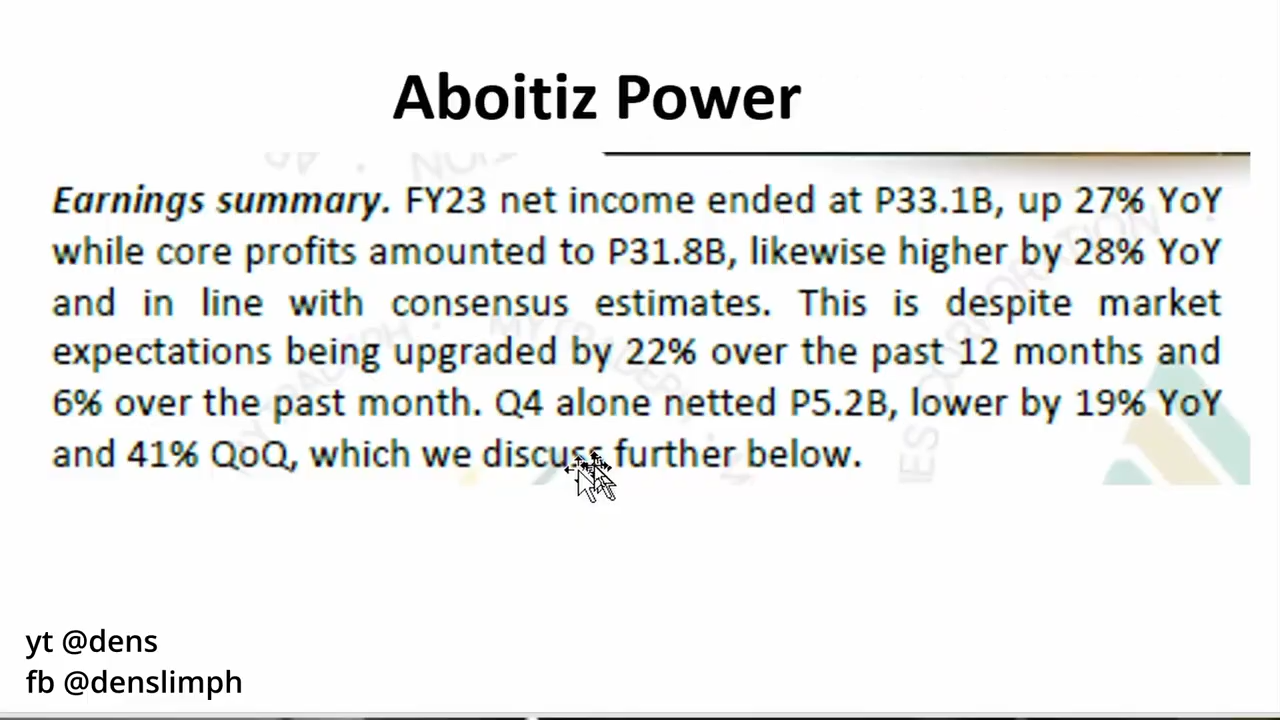 Aboitiz Power
Earnings summary. FY23 net income ended at P33.1B, up 27% YoY
while core profits amounted to P31.8B, likewise higher by 28% YoY
and in line with consensus estimates. This is despite market
expectations being upgraded by 22% over the past 12 months and
6% over the past month. Q4 alone netted P5.2B, lower by 19% YoY
and 41% QoQ, which we discuss further below.
yt @dens
fb @denslimph